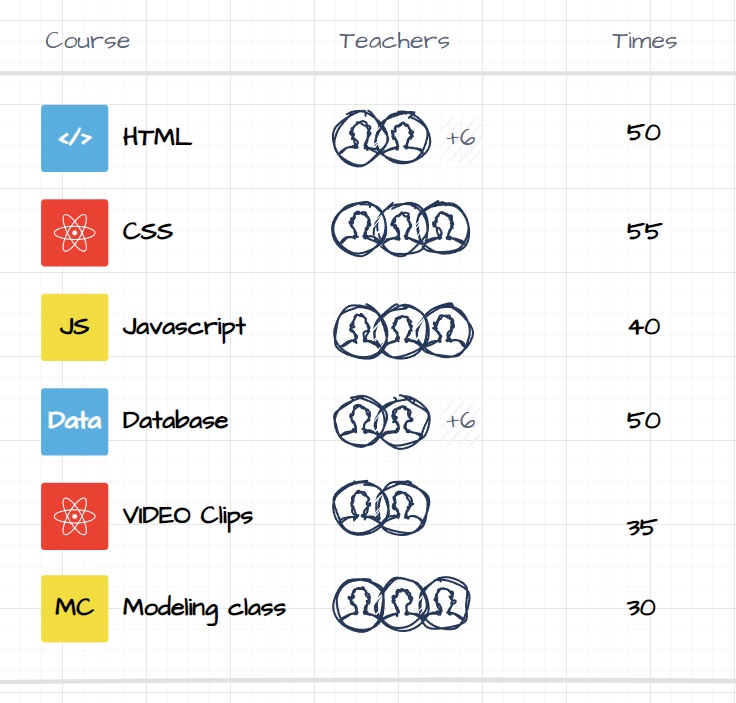 Course Teachers Times
</> HTML +6 50
CSS 55
JS Javascript 40
Data Database +6 50
VIDEO Clips 35
MC Modeling class 30